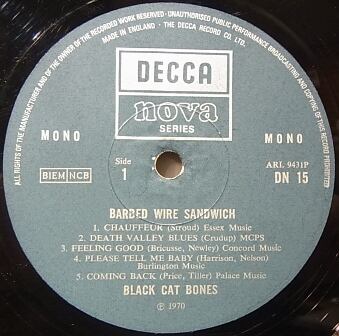 ALL RIGHTS OF THE MANUFACTURER AND OF THE OWNER OF THE RECORDED WORK RESERVED · UNAUTHORISED PUBLIC PERFORMANCE, BROADCASTING AND COPYING OF THIS RECORD PROHIBITED
MADE IN ENGLAND. THE DECCA RECORD CO. LTD.
DECCA
nova
SERIES
MONO
MONO
BIEM NCB
Side
1
ARL 9431P
DN 15
BARBED WIRE SANDWICH
1. CHAUFFEUR (Stroud) Essex Music
2. DEATH VALLEY BLUES (Crudup) MCPS
3. FEELING GOOD (Bricusse, Newley) Concord Music
4. PLEASE TELL ME BABY (Harrison, Nelson)
Burlington Music
5. COMING BACK (Price, Tiller) Palace Music
BLACK CAT BONES
℗ 1970